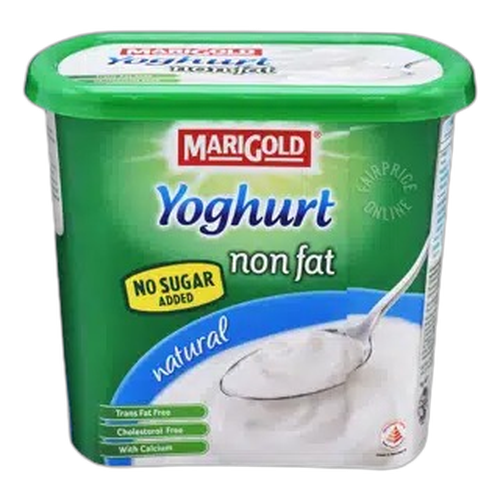 MARIGOLD
Yoghurt
non fat
MARIGOLD®
Yoghurt
non fat
FAIRPRICE
ONLINE
NO SUGAR
ADDED
natural
Trans Fat Free
Cholesterol Free
With Calcium